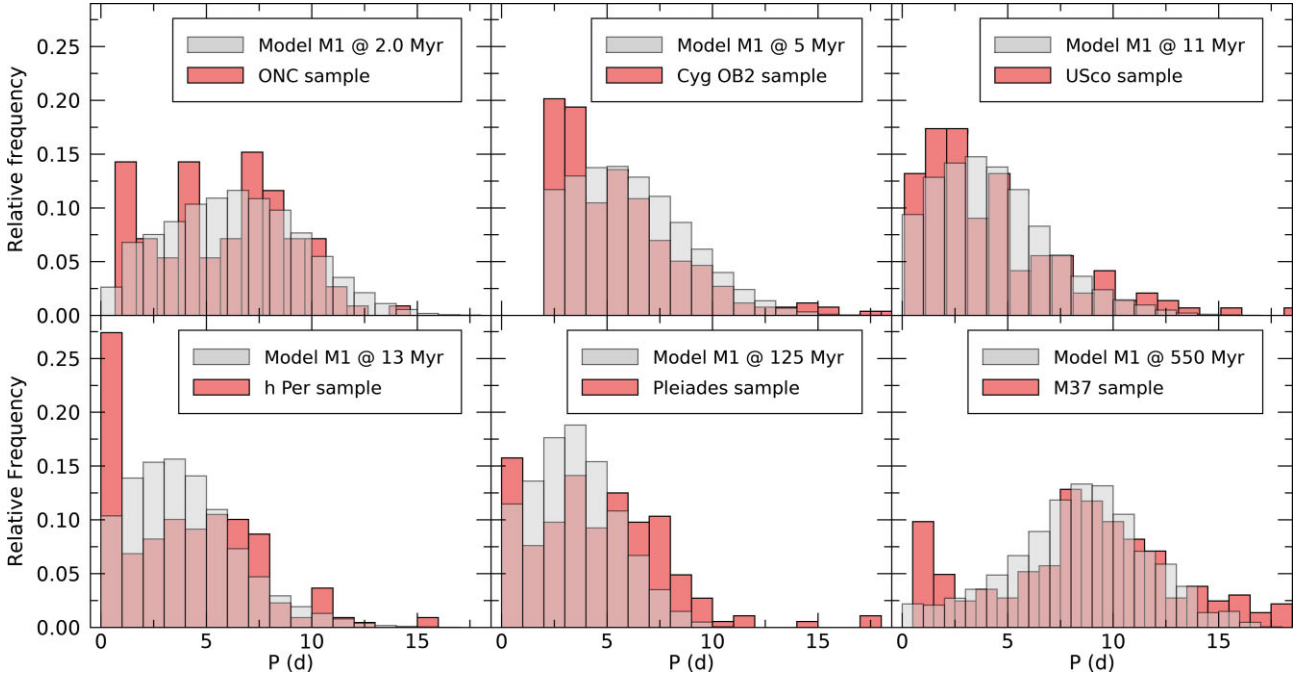 Relative frequency
0.25
0.20
0.15
0.10
0.05
0.00
Model M1 @ 2.0 Myr
ONC sample
Model M1 @ 5 Myr
Cyg OB2 sample
Model M1 @ 11 Myr
USco sample
Relative Frequency
0.25
0.20
0.15
0.10
0.05
0.00
Model M1 @ 13 Myr
h Per sample
Model M1 @ 125 Myr
Pleiades sample
Model M1 @ 550 Myr
M37 sample
0 5 10 15
0 5 10 15
0 5 10 15
P (d)
P (d)
P (d)